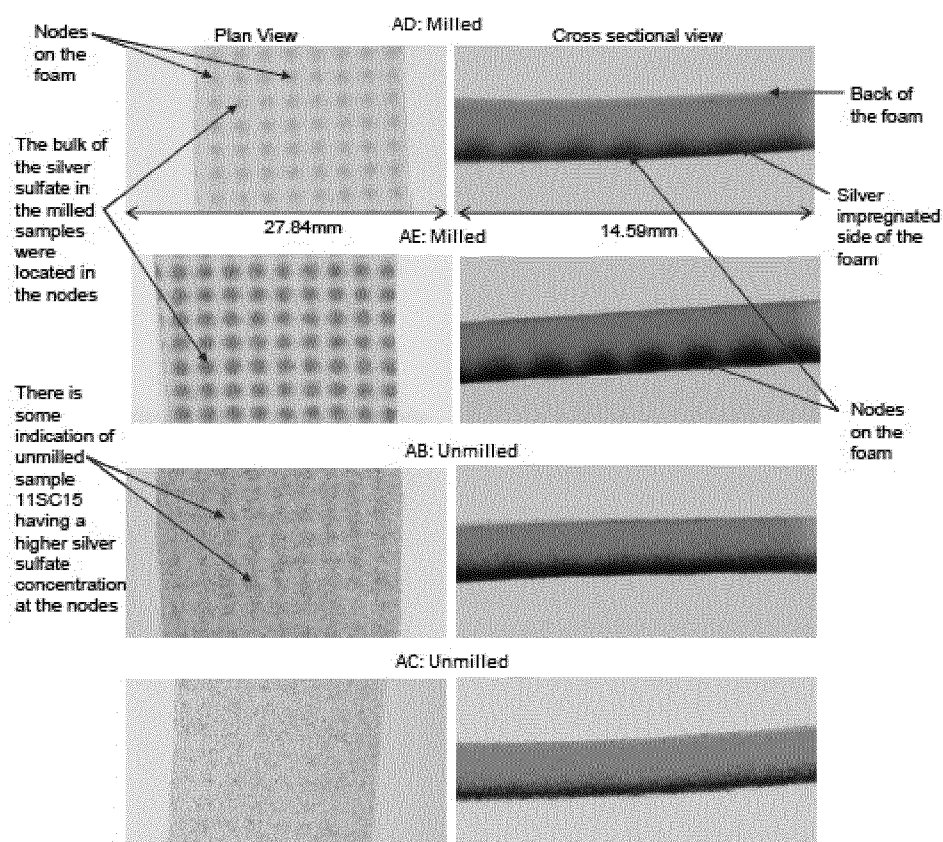 AD: Milled
Nodes
on the
foam
Plan View
Cross sectional view
Back of
the foam
The bulk of
the silver
sulfate in
the milled
samples
were
located in
the nodes
Silver
impregnated
side of the
foam
27.84mm
14.59mm
AE: Milled
There is
some
indication of
unmilled
sample
11SC15
having a
higher silver
sulfate
concentration
at the nodes
Nodes
on the
foam
AB: Unmilled
AC: Unmilled